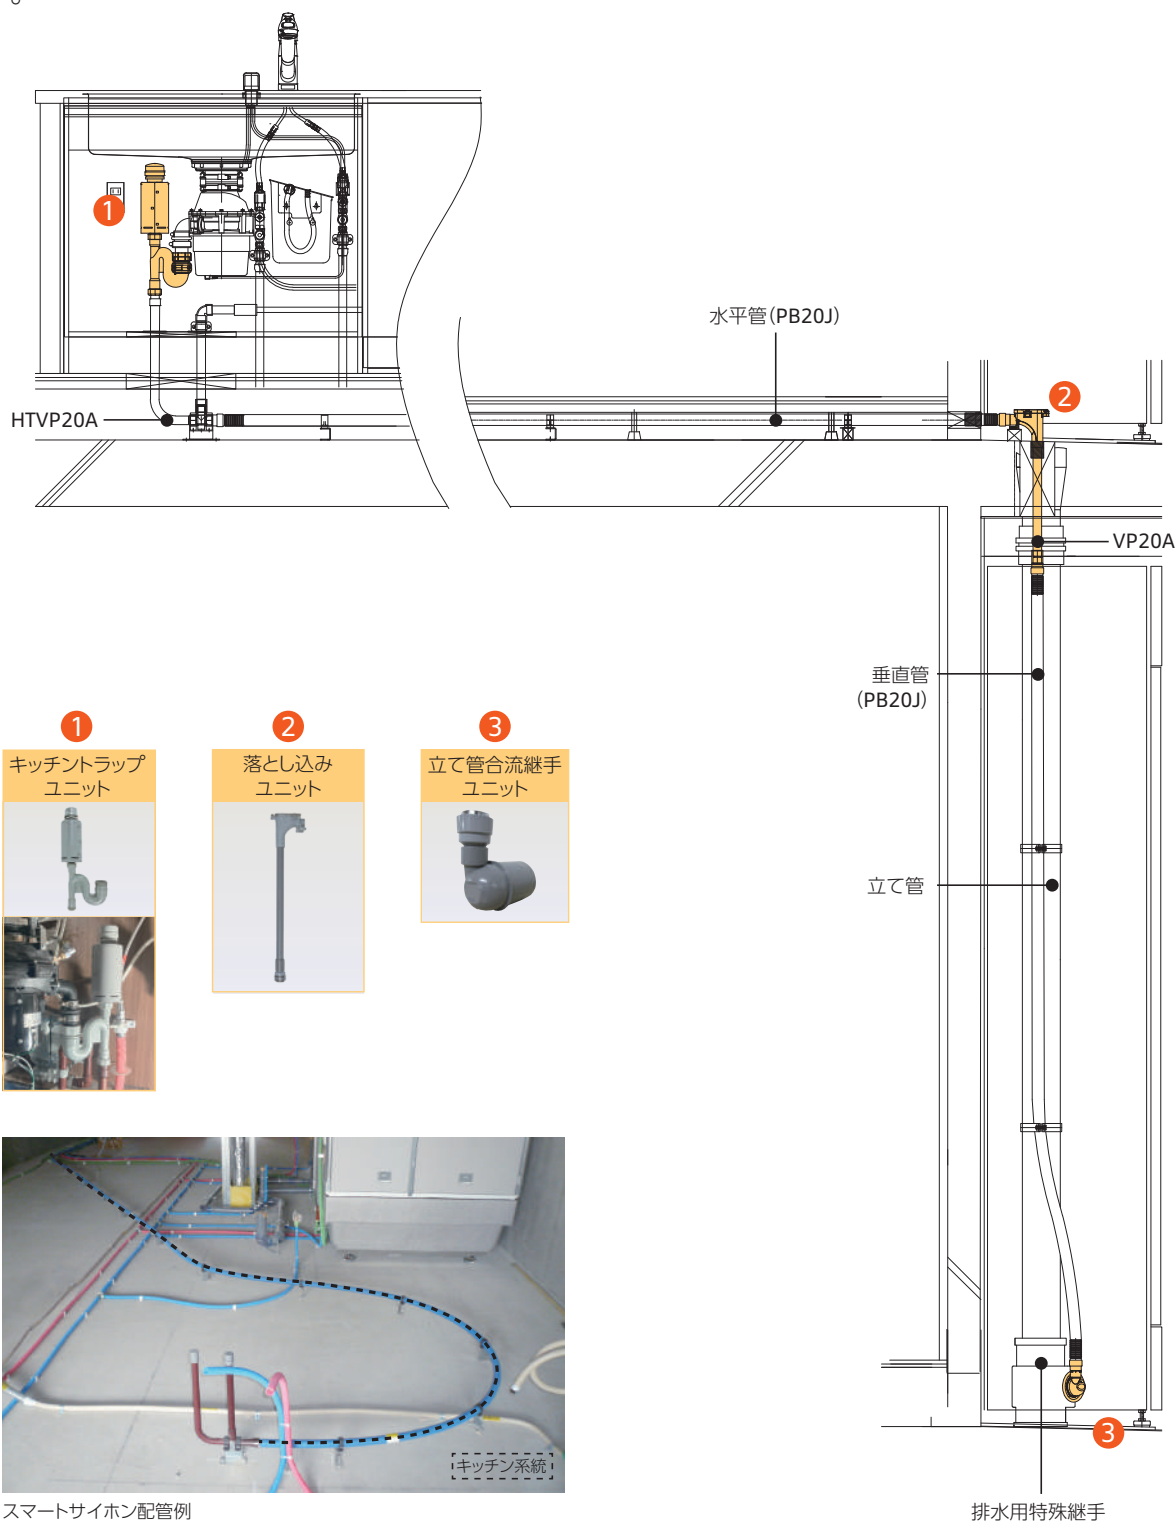 1
水平管（PB20J）
HTVP20A
2
VP20A
垂直管
（PB20J）
立て管
1
キッチントラップ
ユニット
2
落とし込み
ユニット
3
立て管合流継手
ユニット
キッチン系統
3
スマートサイホン配管例
排水用特殊継手